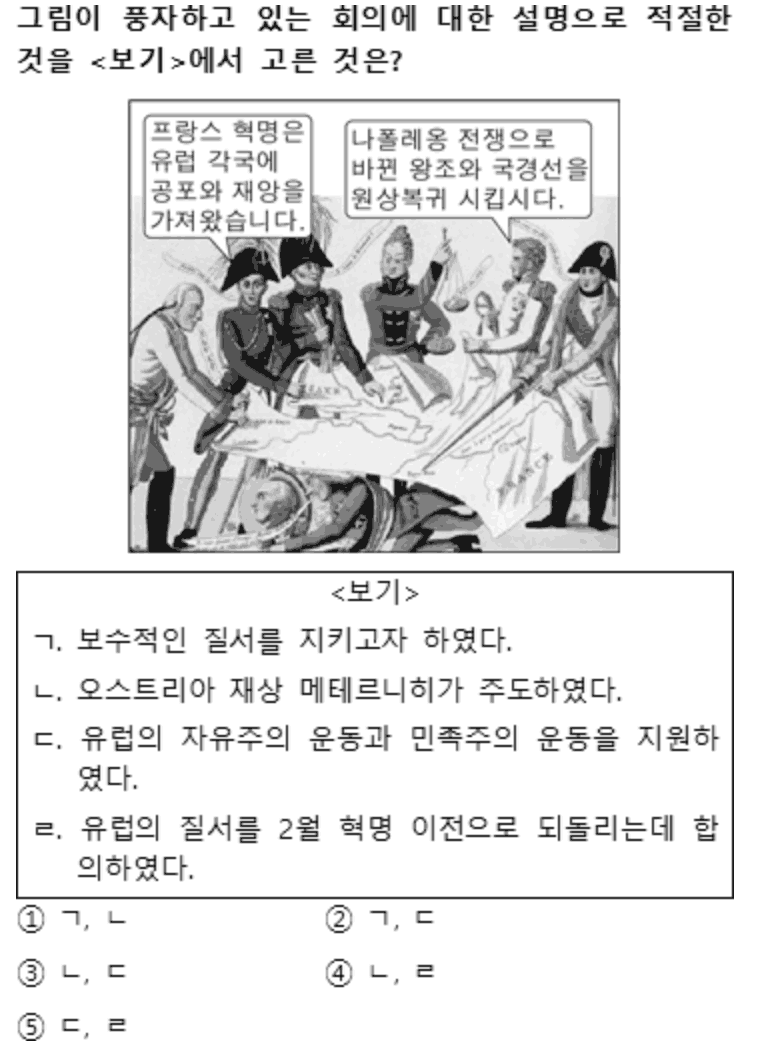 그림이 풍자하고 있는 회의에 대한 설명으로 적절한
것을 <보기>에서 고른 것은?
프랑스 혁명은
유럽 각국에
공포와 재앙을
가져왔습니다.
나폴레옹 전쟁으로
바뀐 왕조와 국경선을
원상복귀 시킵시다.
FRANCE
<보기>
ㄱ. 보수적인 질서를 지키고자 하였다.
ㄴ. 오스트리아 재상 메테르니히가 주도하였다.
ㄷ. 유럽의 자유주의 운동과 민족주의 운동을 지원하
였다.
ㄹ. 유럽의 질서를 2월 혁명 이전으로 되돌리는데 합
의하였다.
① ㄱ, ㄴ
② ㄱ, ㄷ
③ ㄴ, ㄷ
④ ㄴ, ㄹ
⑤ ㄷ, ㄹ